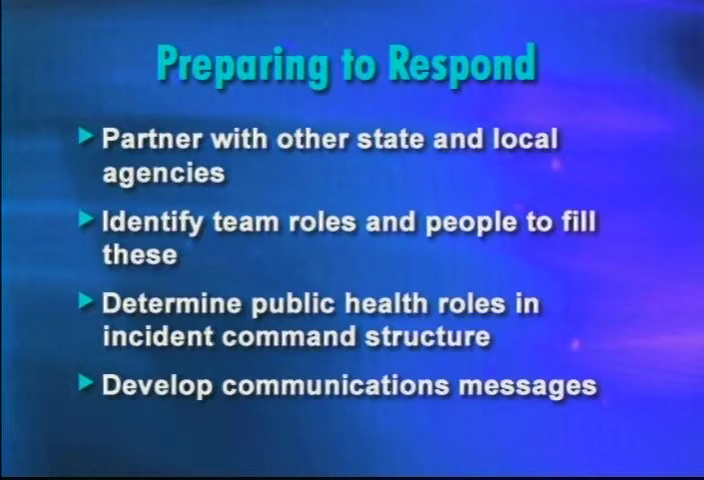 Preparing to Respond
Partner with other state and local
agencies
Identify team roles and people to fill
these
Determine public health roles in
incident command structure
Develop communications messages